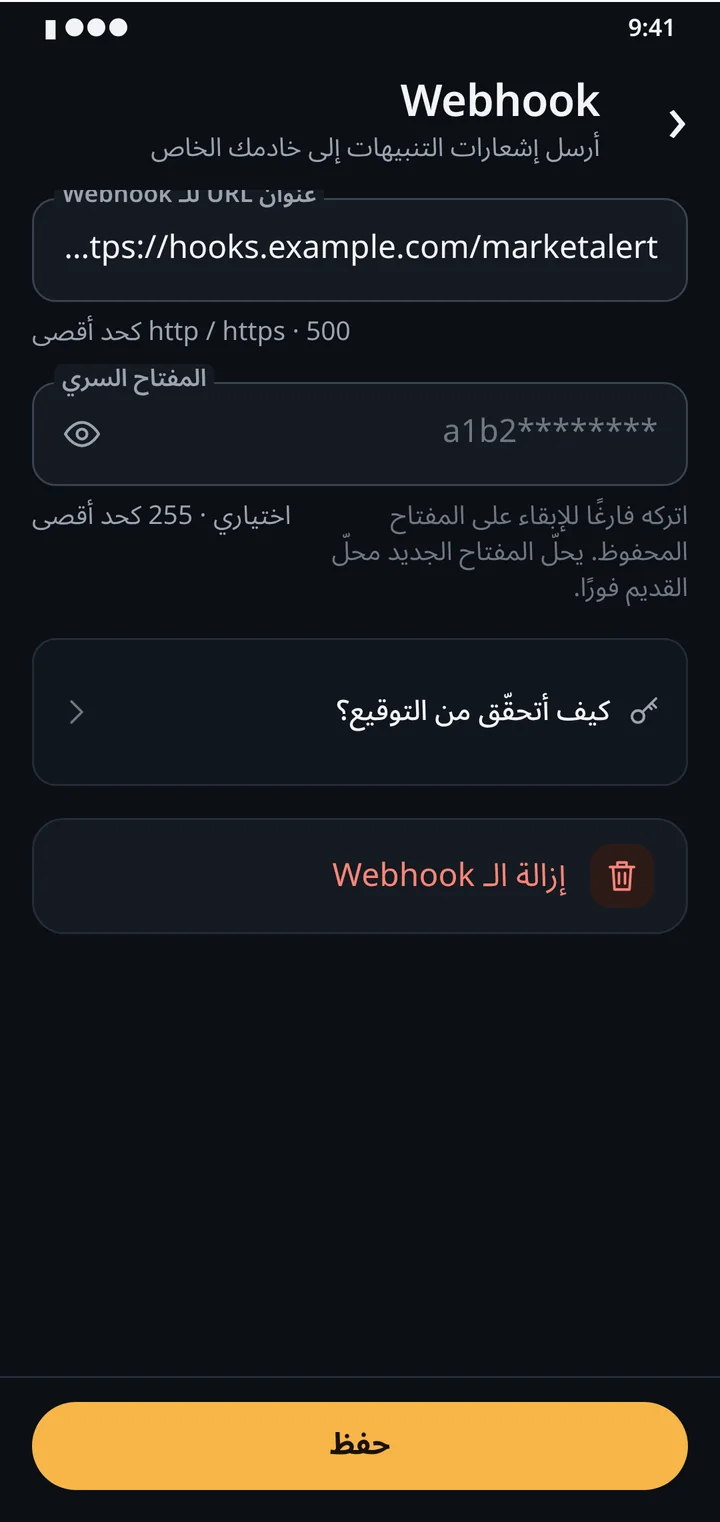 9:41
Webhook
أرسل إشعارات التنبيهات إلى خادمك الخاص
عنوان URL للـ Webhook
...tps://hooks.example.com/marketalert
http / https · 500 كحد أقصى
المفتاح السري
a1b2********
اتركه فارغًا للإبقاء على المفتاح
المحفوظ. يحلّ المفتاح الجديد محلّ
القديم فورًا.
اختياري · 255 كحد أقصى
كيف أتحقّق من التوقيع؟
إزالة الـ Webhook
حفظ